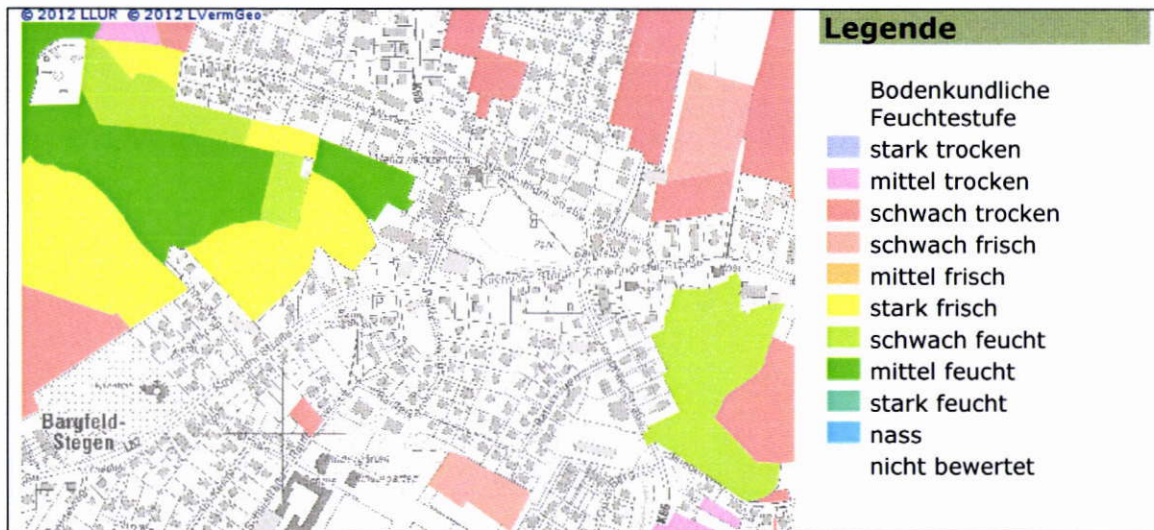 © 2012 LLUR © 2012 LVermGeo
Legende
Bodenkundliche
Feuchtestufe
stark trocken
mittel trocken
schwach trocken
schwach frisch
mittel frisch
stark frisch
schwach feucht
mittel feucht
stark feucht
nass
nicht bewertet
Bargfeld-
Stegen